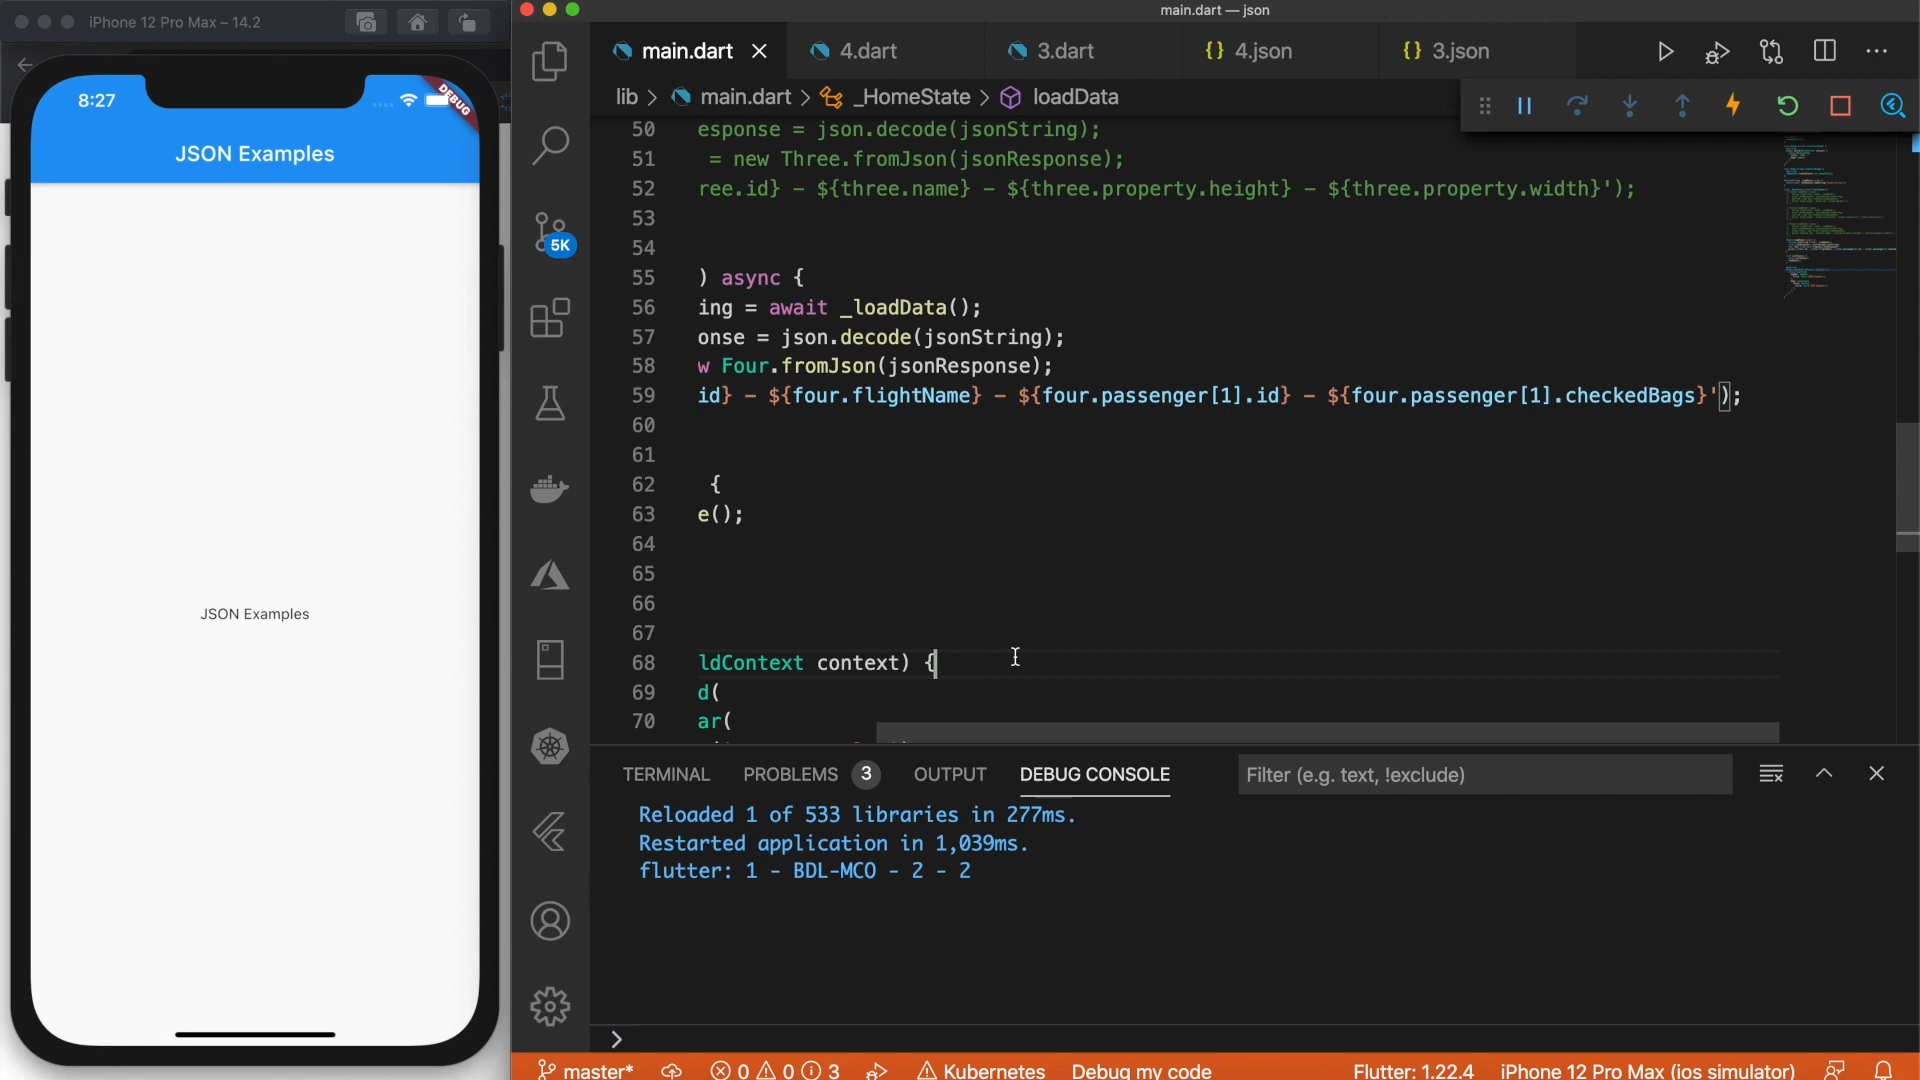 iPhone 12 Pro Max – 14.2
8:27
DEBUG
JSON Examples
JSON Examples
main.dart — json
main.dart
4.dart
3.dart
{} 4.json
{} 3.json
lib > main.dart > _HomeState > loadData
50 esponse = json.decode(jsonString);
51 = new Three.fromJson(jsonResponse);
52 ree.id} – ${three.name} – ${three.property.height} – ${three.property.width}');
53
54
55 ) async {
56 ing = await _loadData();
57 onse = json.decode(jsonString);
58 w Four.fromJson(jsonResponse);
59 id} – ${four.flightName} – ${four.passenger[1].id} – ${four.passenger[1].checkedBags}');
60
61
62 {
63 e();
64
65
66
67
68 ldContext context) {
69 d(
70 ar(
5K
TERMINAL
PROBLEMS 3
OUTPUT
DEBUG CONSOLE
Filter (e.g. text, !exclude)
Reloaded 1 of 533 libraries in 277ms.
Restarted application in 1,039ms.
flutter: 1 - BDL-MCO - 2 - 2
master*
0 0 3
Kubernetes
Debug my code
Flutter: 1.22.4
iPhone 12 Pro Max (ios simulator)